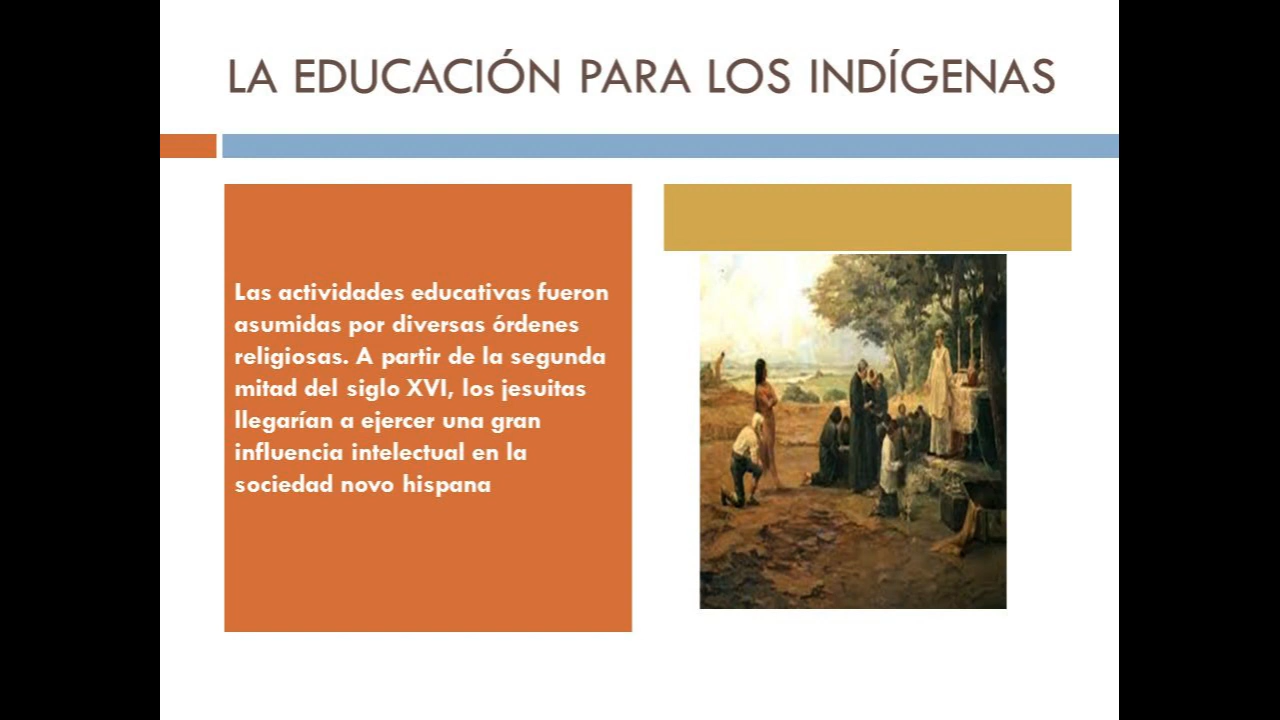 LA EDUCACIÓN PARA LOS INDÍGENAS
Las actividades educativas fueron
asumidas por diversas órdenes
religiosas. A partir de la segunda
mitad del siglo XVI, los jesuitas
llegarían a ejercer una gran
influencia intelectual en la
sociedad novo hispana